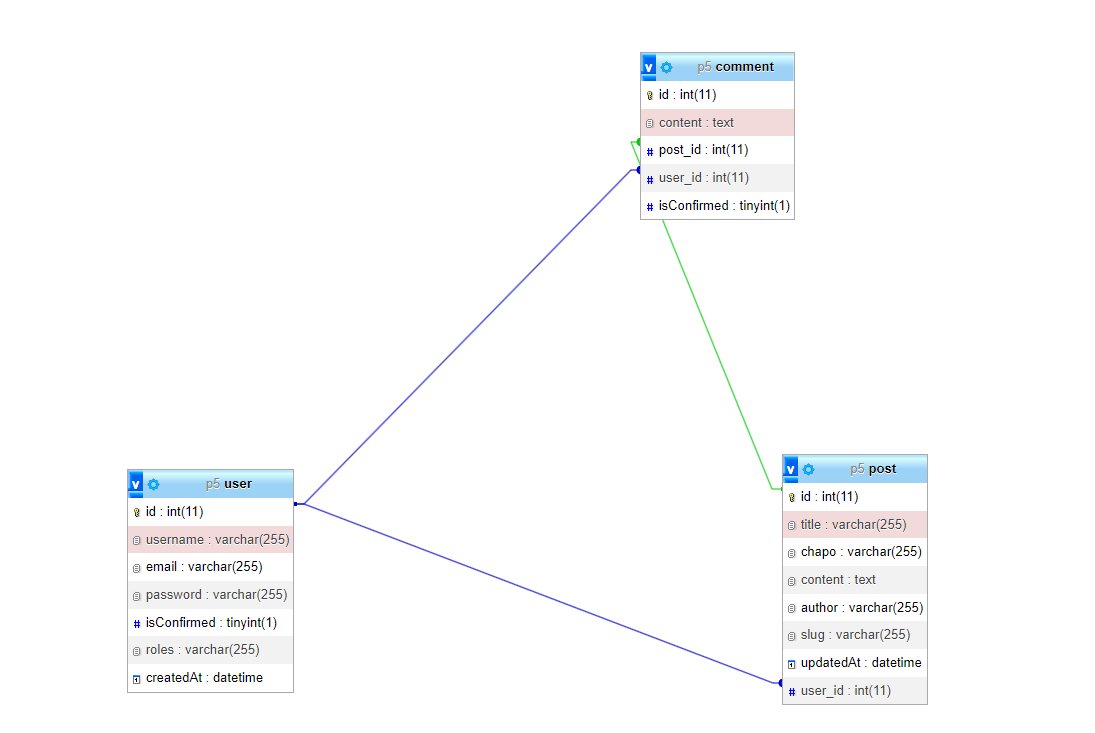 v p5 comment
id : int(11)
content : text
# post_id : int(11)
# user_id : int(11)
# isConfirmed : tinyint(1)
v p5 user
id : int(11)
username : varchar(255)
email : varchar(255)
password : varchar(255)
# isConfirmed : tinyint(1)
roles : varchar(255)
createdAt : datetime
v p5 post
id : int(11)
title : varchar(255)
chapo : varchar(255)
content : text
author : varchar(255)
slug : varchar(255)
updatedAt : datetime
# user_id : int(11)